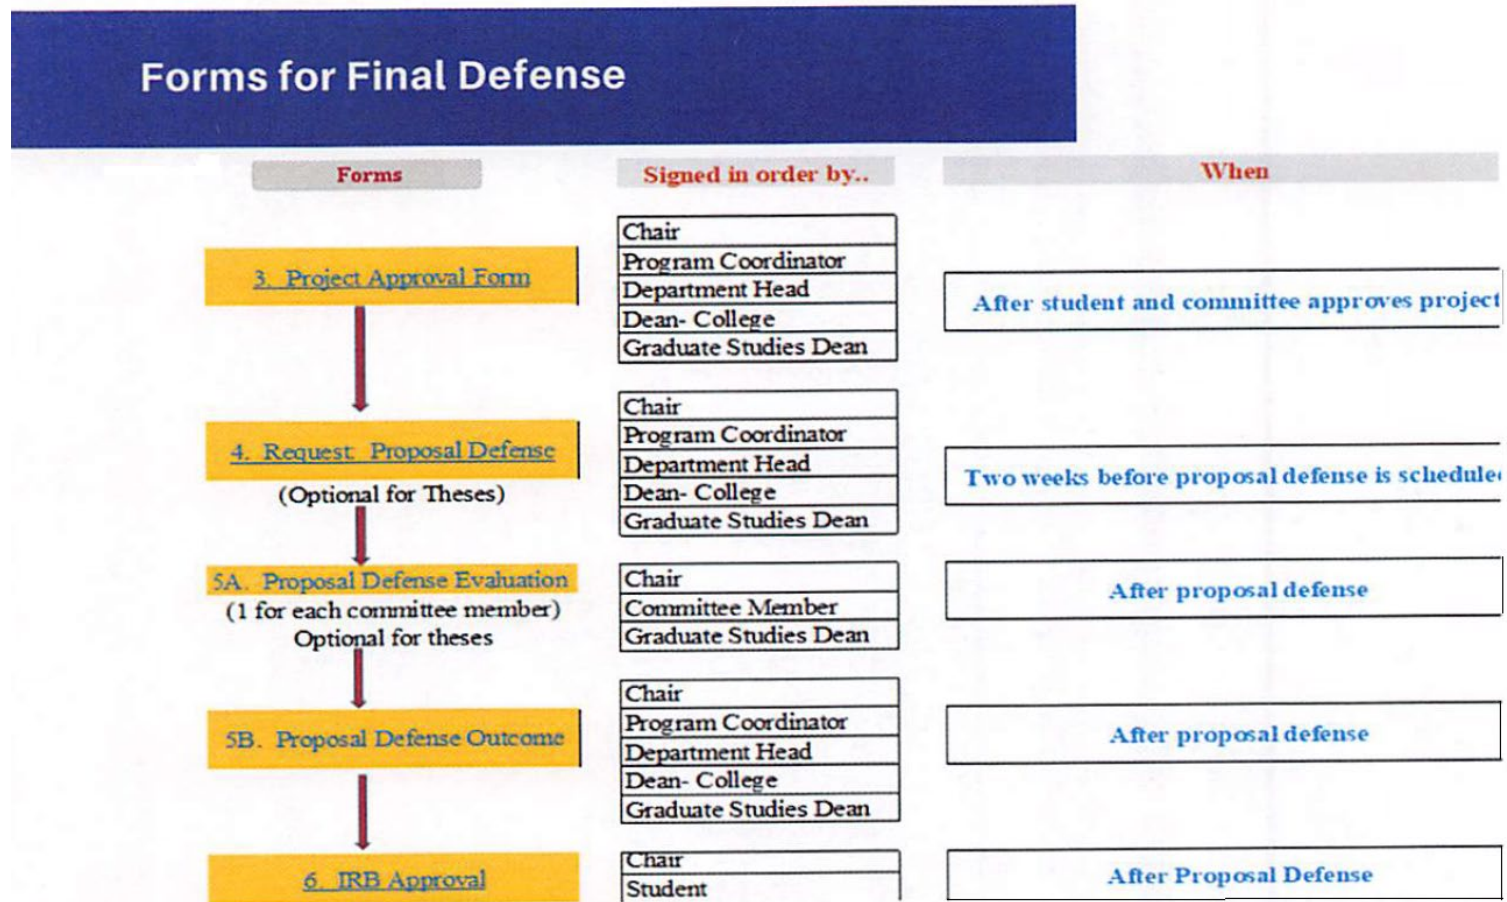 Forms for Final Defense
Forms
Signed in order by..
When
3. Project Approval Form
Chair
Program Coordinator
Department Head
Dean- College
Graduate Studies Dean
After student and committee approves project
4. Request: Proposal Defense
(Optional for Theses)
Chair
Program Coordinator
Department Head
Dean- College
Graduate Studies Dean
Two weeks before proposal defense is
5A. Proposal Defense Evaluation
(1 for each committee member)
Optional for theses
Chair
Committee Member
Graduate Studies Dean
After proposal defense
5B. Proposal Defense Outcome
Chair
Program Coordinator
Department Head
Dean- College
Graduate Studies Dean
After proposal defense
6. IRB Approval
Chair
Student
After Proposal Defense